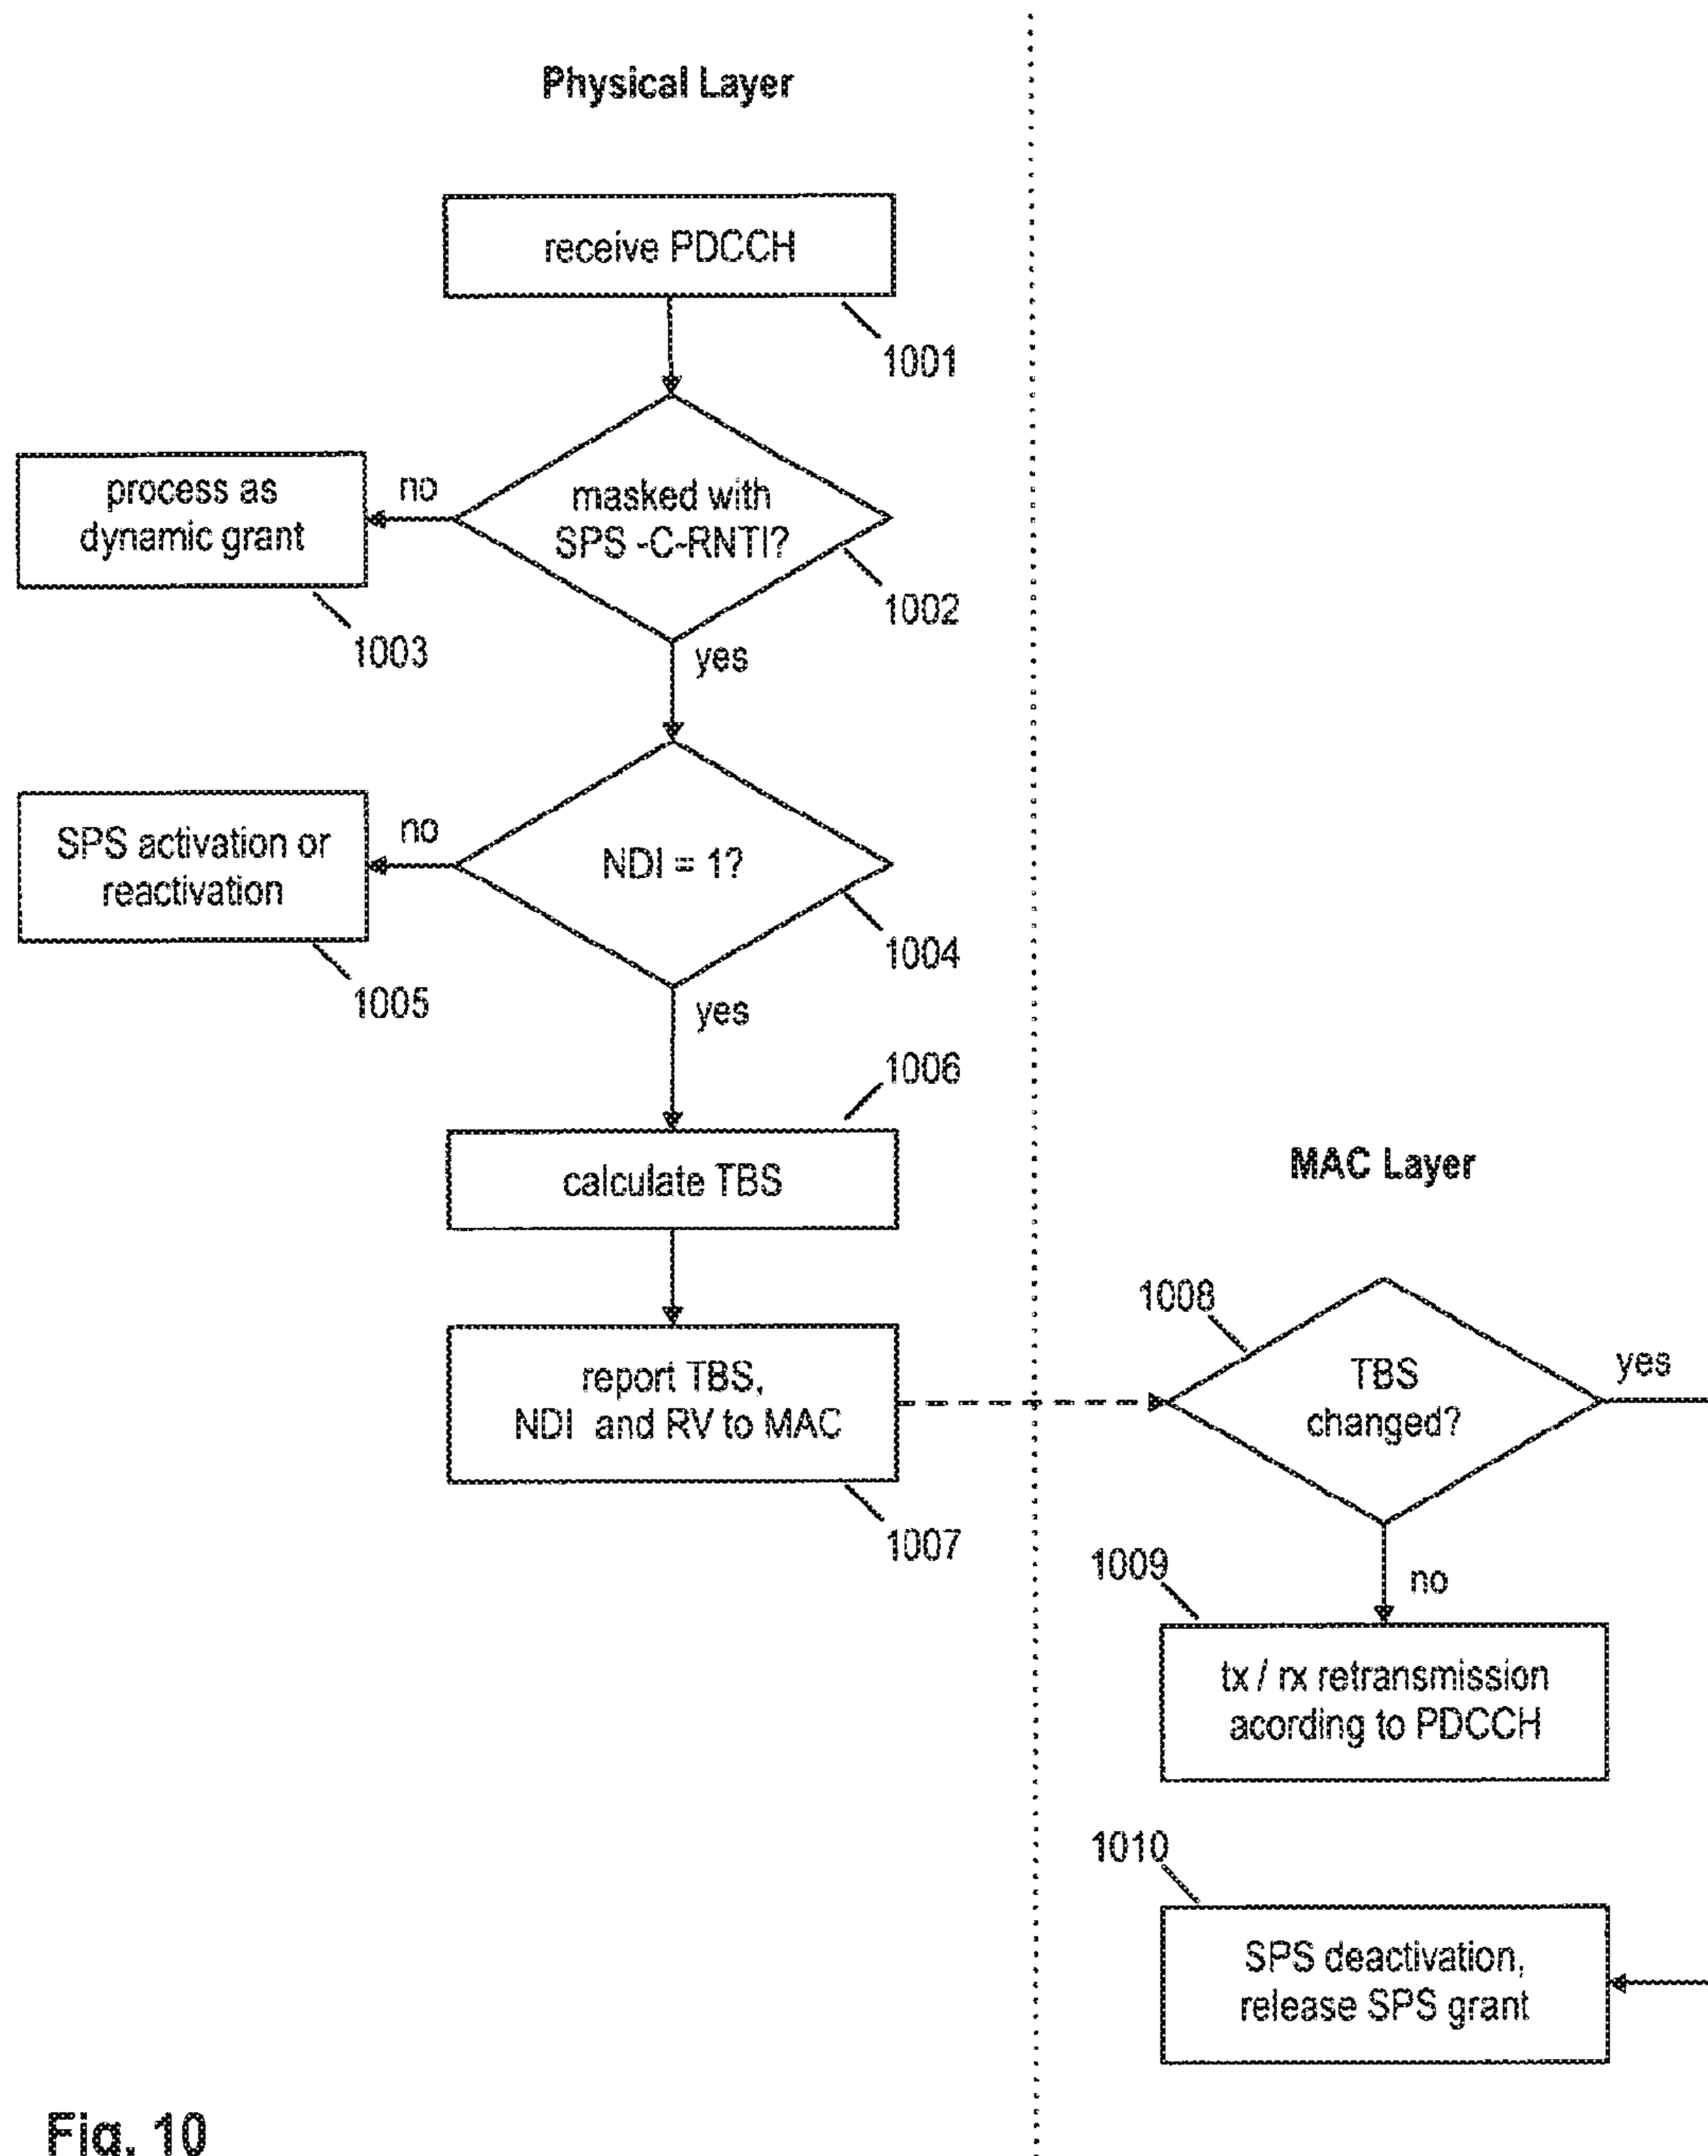 Physical Layer
receive PDCCH
1001
masked with
SPS -C-RNTI?
1002
no
process as
dynamic grant
1003
yes
NDI = 1?
1004
no
SPS activation or
reactivation
1005
yes
1006
calculate TBS
report TBS,
NDI and RV to MAC
1007
MAC Layer
1008
TBS
changed?
yes
no
1009
tx / rx retransmission
acording to PDCCH
1010
SPS deactivation,
release SPS grant
Fig. 10